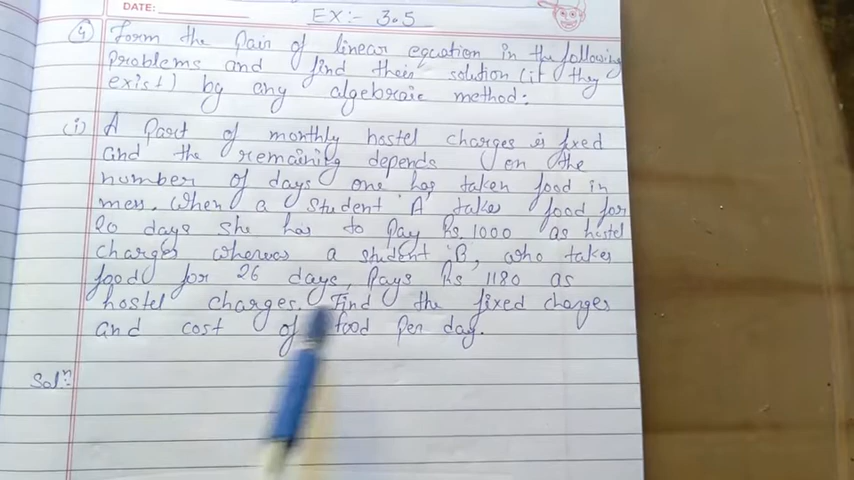 DATE:
EX:- 3.5
(4) Form the Pair of linear equation in the following
Problems and find their solution (if they
exist) by any algebraic method:
(i) A Part of monthly hostel charges is fixed
and the remaining depends on the
number of days one has taken food in
mess. When a student 'A' takes food for
20 days she has to pay Rs. 1000 as hostel
charges whereas a student 'B', who takes
food for 26 days, Pays Rs 1180 as
hostel charges. Find the fixed charges
and cost of food Per day.
Solⁿ: